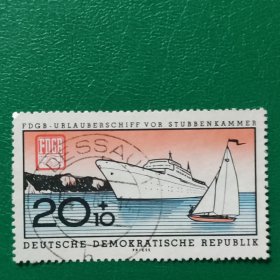 FDGB-URLAUBERSCHIFF VOR STUBBENKAMMER
FDGB
DESSAU
20+10
DEUTSCHE DEMOKRATISCHE REPUBLIK